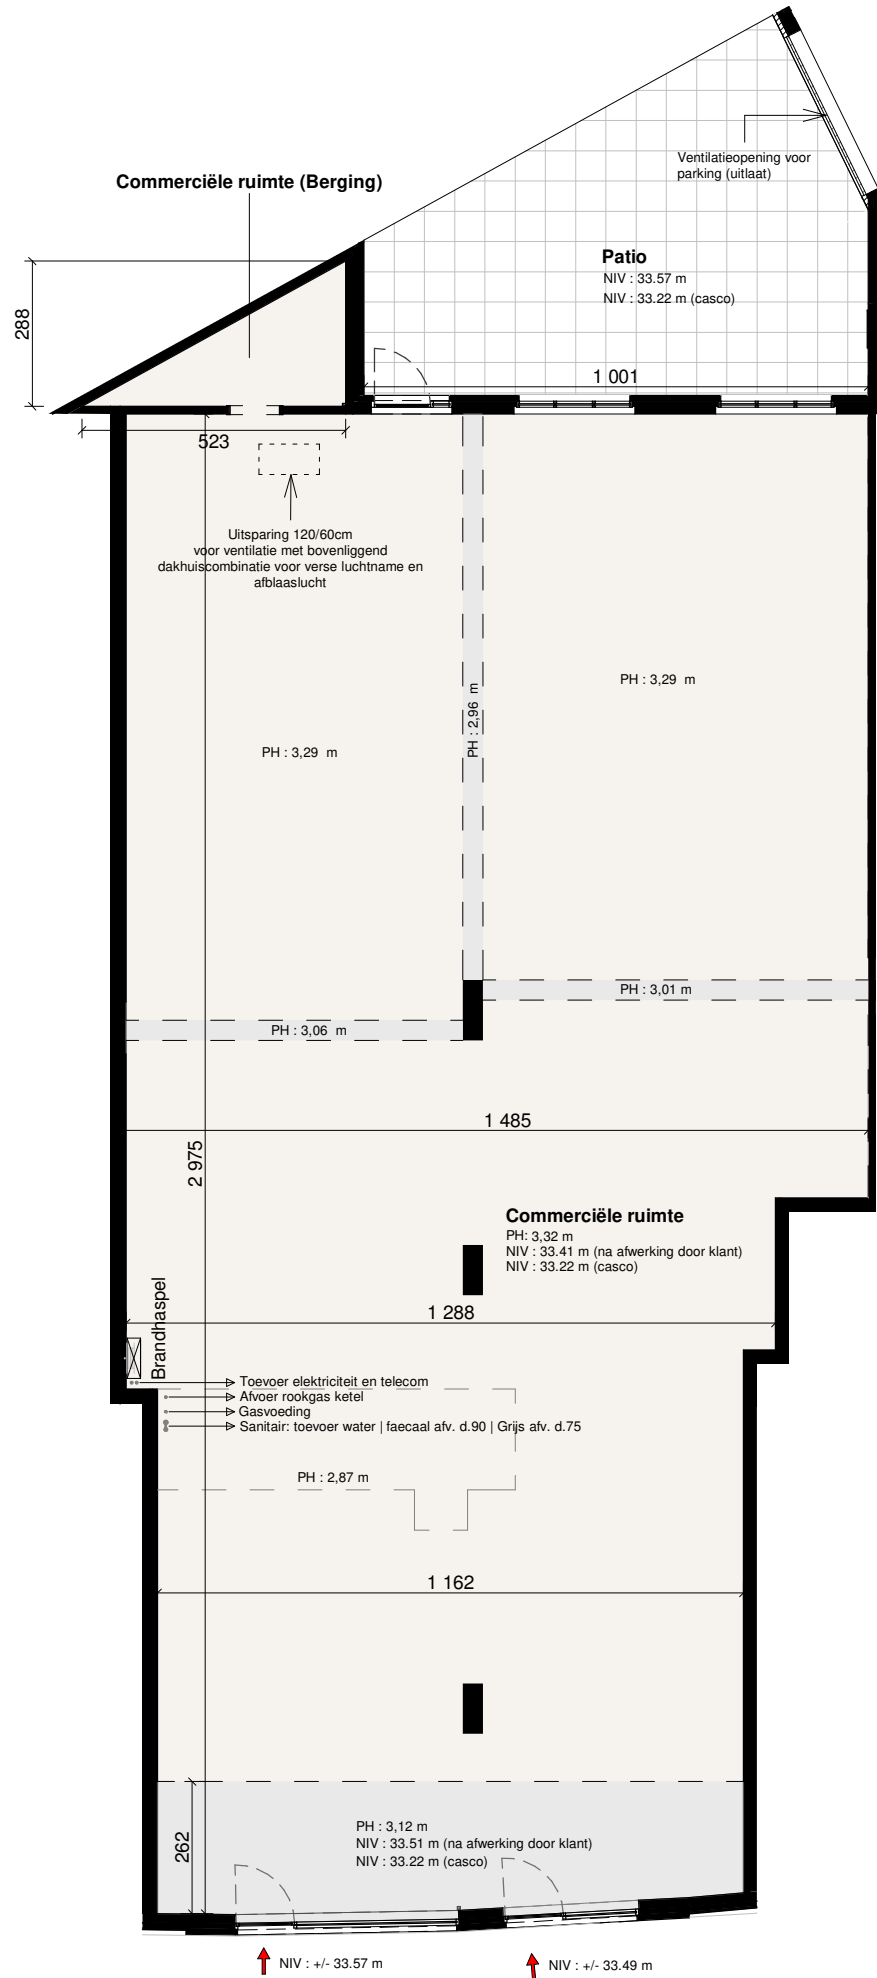 Ventilatieopening voor
parking (uitlaat)
Commerciële ruimte (Berging)
Patio
NIV : 33.57 m
NIV : 33.22 m (casco)
288
1 001
523
Uitsparing 120/60cm
voor ventilatie met bovenliggend
dakhuiscombinatie voor verse luchtname en
afblaaslucht
PH : 3,29 m
PH : 2,96 m
PH : 3,29 m
PH : 3,01 m
PH : 3,06 m
1 485
2 975
Commerciële ruimte
PH: 3,32 m
NIV : 33.41 m (na afwerking door klant)
NIV : 33.22 m (casco)
1 288
Brandhaspel
Toevoer elektriciteit en telecom
Afvoer rookgas ketel
Gasvoeding
Sanitair: toevoer water | faecaal afv. d.90 | Grijs afv. d.75
PH : 2,87 m
1 162
262
PH : 3,12 m
NIV : 33.51 m (na afwerking door klant)
NIV : 33.22 m (casco)
NIV : +/- 33.57 m
NIV : +/- 33.49 m